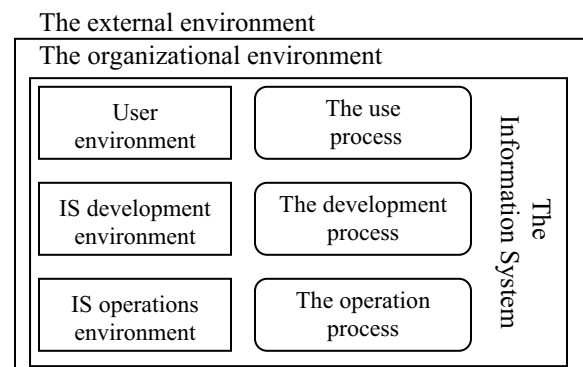 The external environment
The organizational environment
User
environment
The use
process
IS development
environment
The development
process
IS operations
environment
The operation
process
The
Information System